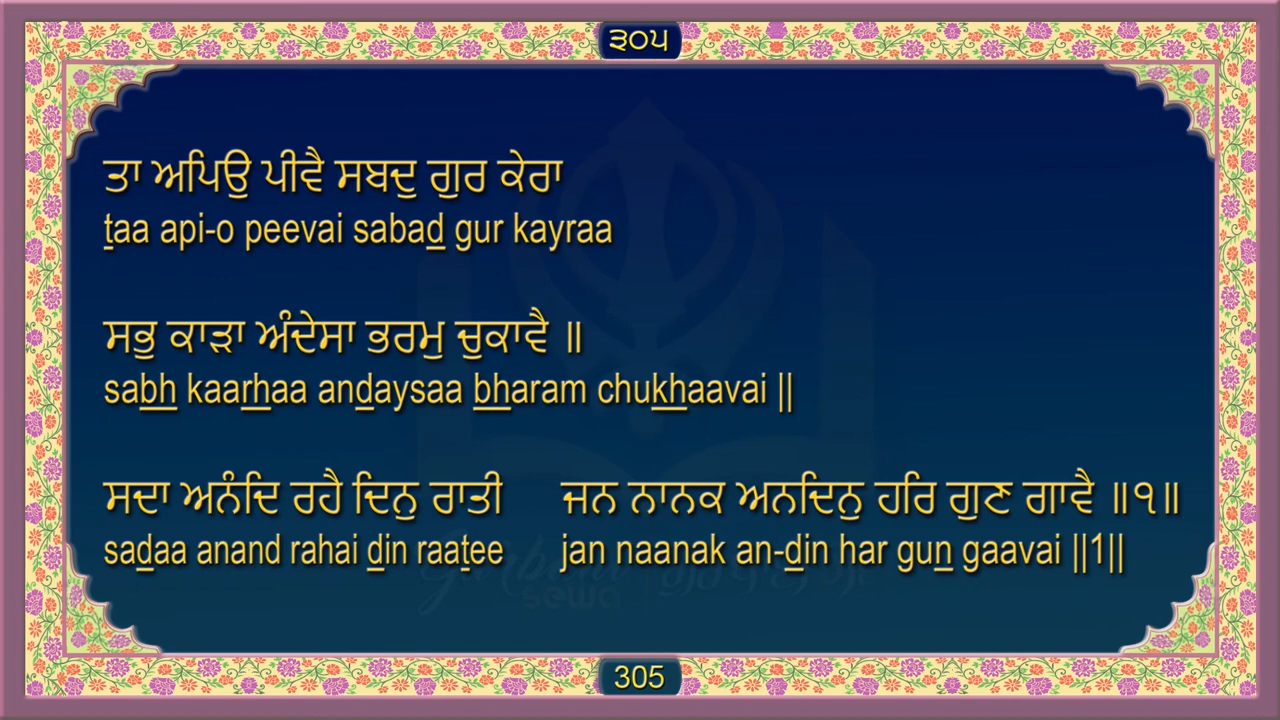 ੩੦੫
ਤਾ ਅਪਿਉ ਪੀਵੈ ਸਬਦੁ ਗੁਰ ਕੇਰਾ
taa api-o peevai sabad gur kayraa
ਸਭੁ ਕਾੜਾ ਅੰਦੇਸਾ ਭਰਮੁ ਚੁਕਾਵੈ ॥
sabh kaarhaa andaysaa bharam chukhaavai ||
ਸਦਾ ਅਨੰਦਿ ਰਹੈ ਦਿਨੁ ਰਾਤੀ ਜਨ ਨਾਨਕ ਅਨਦਿਨੁ ਹਰਿ ਗੁਣ ਗਾਵੈ ॥੧॥
sadaa anand rahai din raatee jan naanak an-din har gun gaavai ||1||
305